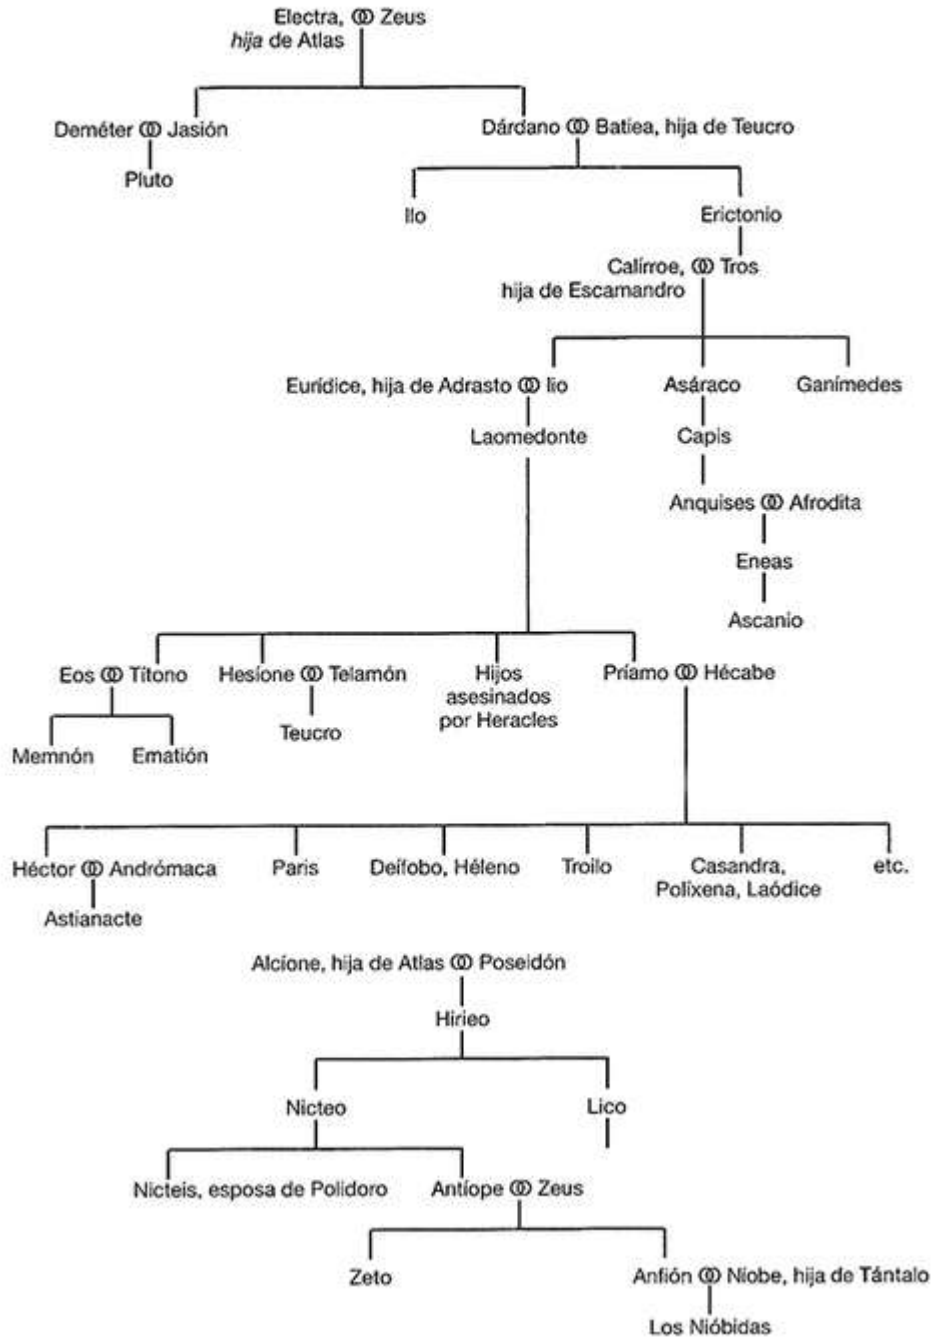 Electra, ⚭ Zeus
hija de Atlas
Deméter ⚭ Jasión
Dárdano ⚭ Batiea, hija de Teucro
Pluto
Ilo
Erictonio
Calírroe, ⚭ Tros
hija de Escamandro
Eurídice, hija de Adrasto ⚭ Ilo
Asáraco
Ganímedes
Laomedonte
Capis
Anquises ⚭ Afrodita
Eneas
Ascanio
Eos ⚭ Títono
Hesíone ⚭ Telamón
Hijos
asesinados
por Heracles
Príamo ⚭ Hécabe
Teucro
Memnón
Ematión
Héctor ⚭ Andrómaca
Paris
Deífobo, Héleno
Troilo
Casandra,
Políxena, Laódice
etc.
Astianacte
Alcíone, hija de Atlas ⚭ Poseidón
Hirieo
Nicteo
Lico
Nicteis, esposa de Polidoro
Antíope ⚭ Zeus
Zeto
Anfión ⚭ Níobe, hija de Tántalo
Los Nióbidas